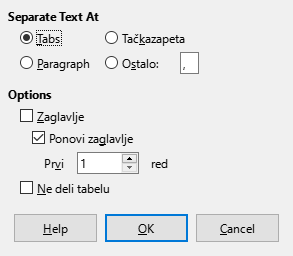 Separate Text At
Tabs Tačkazapeta
Paragraph Ostalo: ,
Options
Zaglavlje
Ponovi zaglavlje
Prvi 1 red
Ne deli tabelu
Help OK Cancel